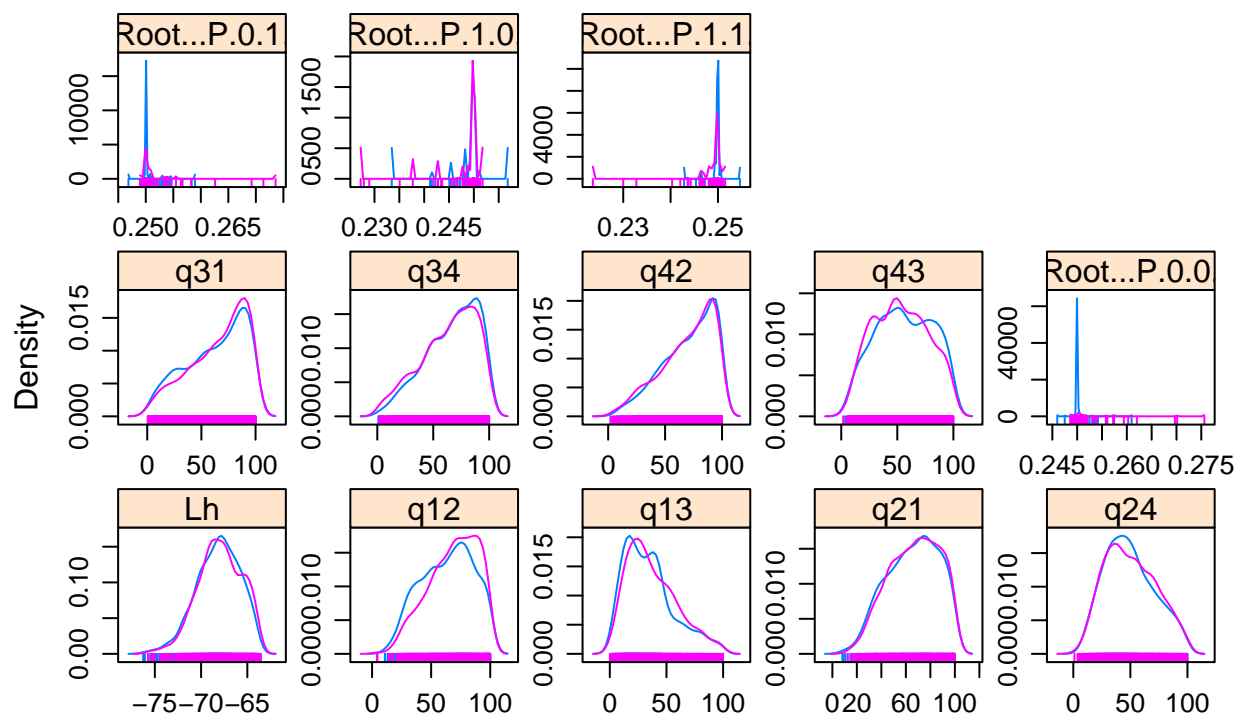 Density
Root...P.0.1
0 10000
0.250 0.265
Root...P.1.0.
0 500 1500
0.230 0.245
Root...P.1.1
0 4000
0.23 0.25
q31
0.000 0.015
0 50 100
q34
0.000 0.010
0 50 100
q42
0.000 0.015
0 50 100
q43
0.000 0.010
0 50 100
Root...P.0.0.
0 40000
0.245 0.260 0.275
Lh
0.00 0.10
−75 −70 −65
q12
0.000 0.010
0 50 100
q13
0.000 0.015
0 50 100
q21
0.000 0.010
0 20 60 100
q24
0.000 0.010
0 50 100